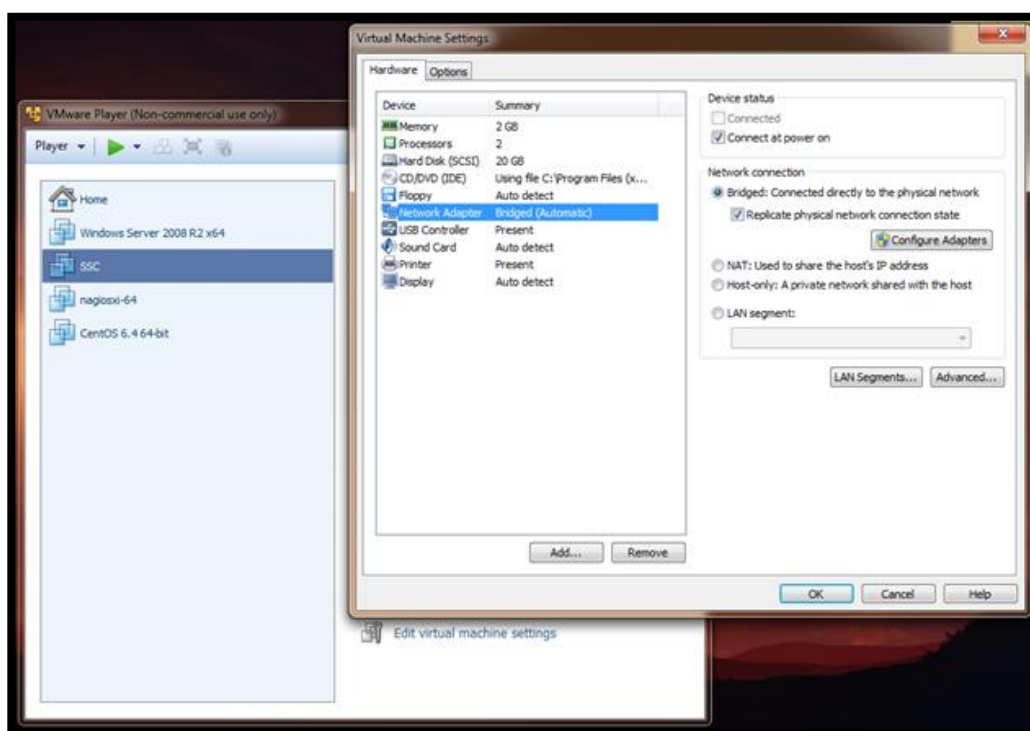 VMware Player (Non-commercial use only)
Player
Home
Windows Server 2008 R2 x64
SSC
nagiosxi-64
CentOS 6.4 64-bit
Edit virtual machine settings
Virtual Machine Settings
Hardware Options
Device Summary
Memory 2 GB
Processors 2
Hard Disk (SCSI) 20 GB
CD/DVD (IDE) Using file C:\Program Files (x...
Floppy Auto detect
Network Adapter Bridged (Automatic)
USB Controller Present
Sound Card Auto detect
Printer Present
Display Auto detect
Add... Remove
Device status
Connected
Connect at power on
Network connection
Bridged: Connected directly to the physical network
Replicate physical network connection state
Configure Adapters
NAT: Used to share the host's IP address
Host-only: A private network shared with the host
LAN segment:
LAN Segments... Advanced...
OK Cancel Help